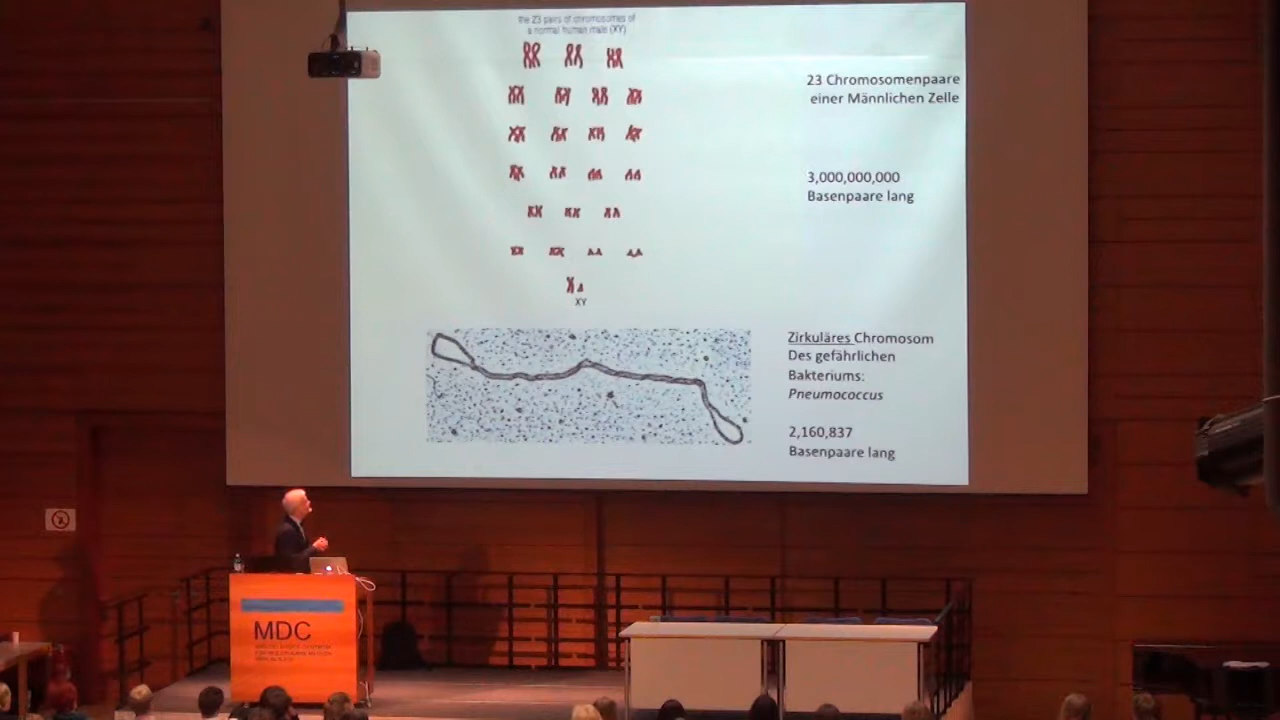 the 23 pairs of chromosomes of
a normal human male (XY)
XY
23 Chromosomenpaare
einer Männlichen Zelle
3,000,000,000
Basenpaare lang
Zirkuläres Chromosom
Des gefährlichen
Bakteriums:
Pneumococcus
2,160,837
Basenpaare lang
MDC